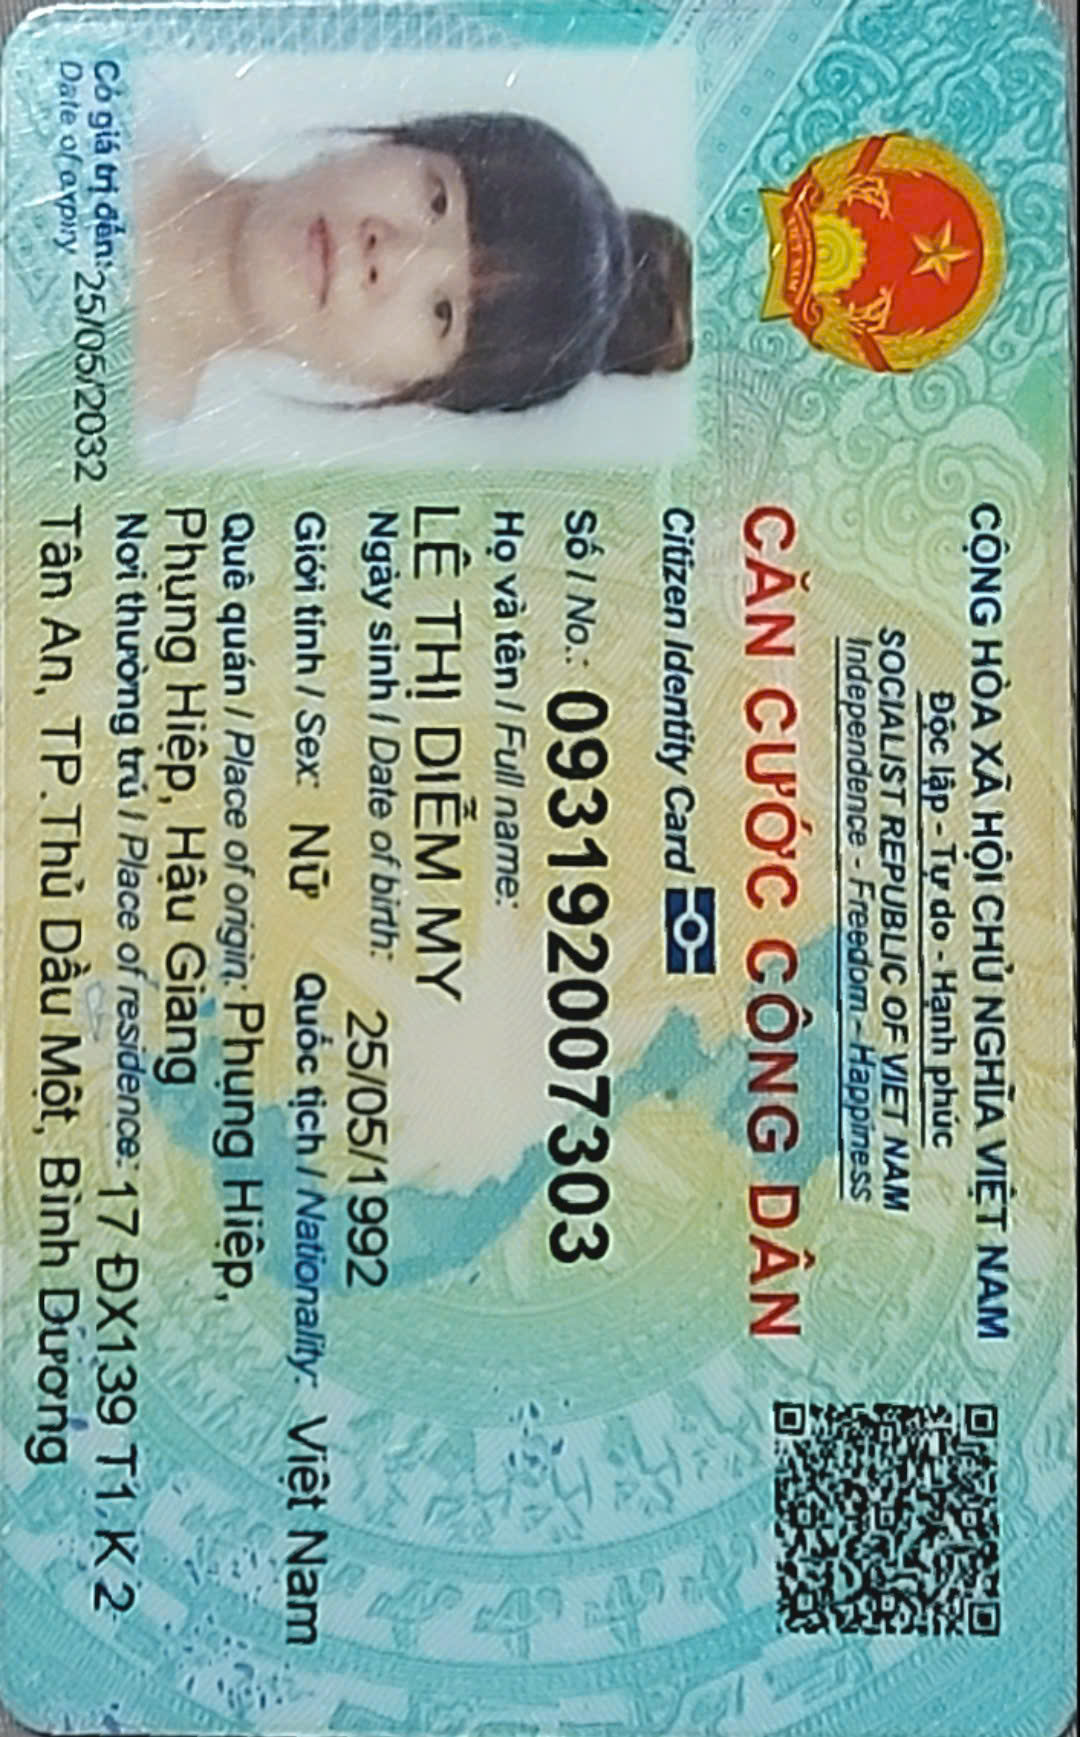 CỘNG HÒA XÃ HỘI CHỦ NGHĨA VIỆT NAM
Độc lập - Tự do - Hạnh phúc
SOCIALIST REPUBLIC OF VIET NAM
Independence - Freedom - Happiness
CĂN CƯỚC CÔNG DÂN
Citizen Identity Card
Số / No.: 093192007303
Họ và tên / Full name:
LÊ THỊ DIỄM MY
Ngày sinh / Date of birth: 25/05/1992
Giới tính / Sex: Nữ Quốc tịch / Nationality: Việt Nam
Quê quán / Place of origin: Phụng Hiệp,
Phụng Hiệp, Hậu Giang
Nơi thường trú / Place of residence: 17 ĐX139 T1, K 2
Tân An, TP.Thủ Dầu Một, Bình Dương
Có giá trị đến: 25/05/2032
Date of expiry